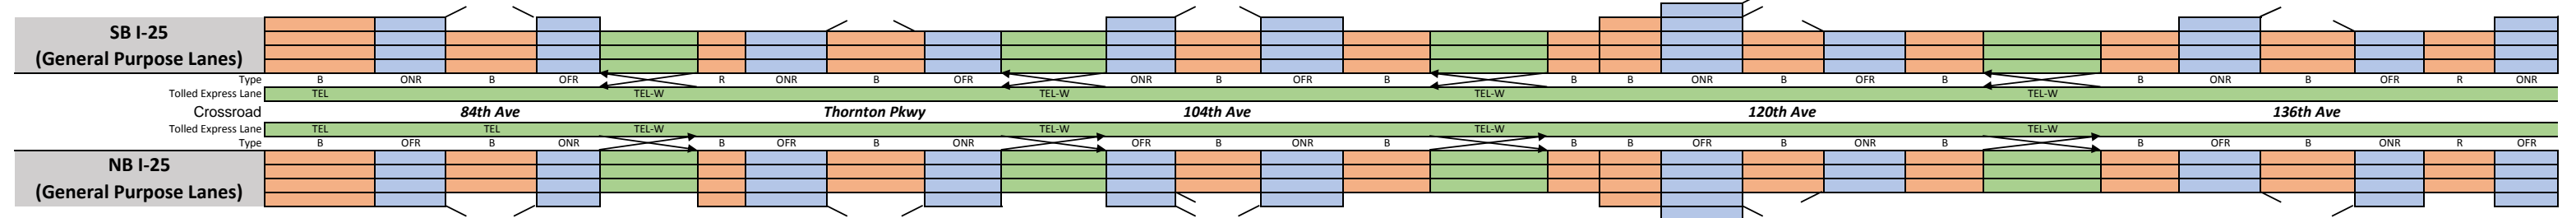 SB I-25
(General Purpose Lanes)
Type B ONR B OFR R ONR B OFR ONR B OFR B B B ONR B OFR B B ONR B OFR R ONR
Tolled Express Lane TEL TEL-W TEL-W TEL-W TEL-W
Crossroad 84th Ave Thornton Pkwy 104th Ave 120th Ave 136th Ave
Tolled Express Lane TEL TEL TEL-W TEL-W TEL-W TEL-W
Type B OFR B ONR B OFR B ONR OFR B ONR B B B OFR B ONR B B OFR B ONR R OFR
NB I-25
(General Purpose Lanes)